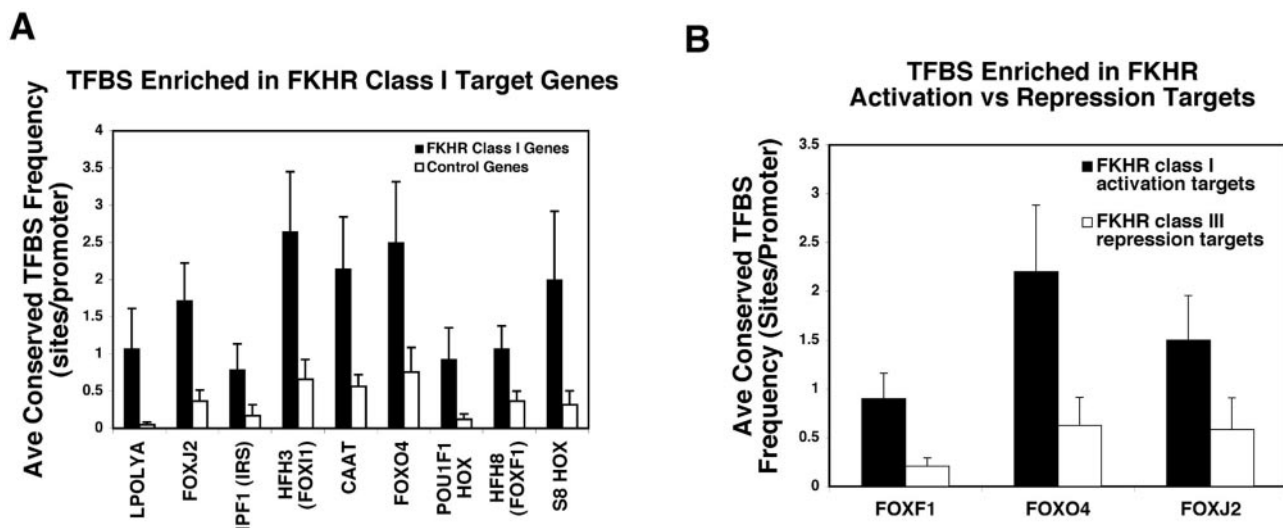 A
TFBS Enriched in FKHR Class I Target Genes
Ave Conserved TFBS Frequency
(sites/promoter)
4
3.5
3
2.5
2
1.5
1
0.5
0
FKHR Class I Genes
Control Genes
LPOLYA
FOXJ2
IPF1 (IRS)
HFH3
(FOXI1)
CAAT
FOXO4
POU1F1
HOX
HFH8
(FOXF1)
S8 HOX
B
TFBS Enriched in FKHR
Activation vs Repression Targets
Ave Conserved TFBS
Frequency (Sites/Promoter)
3.5
3
2.5
2
1.5
1
0.5
0
FKHR class I
activation targets
FKHR class III
repression targets
FOXF1
FOXO4
FOXJ2